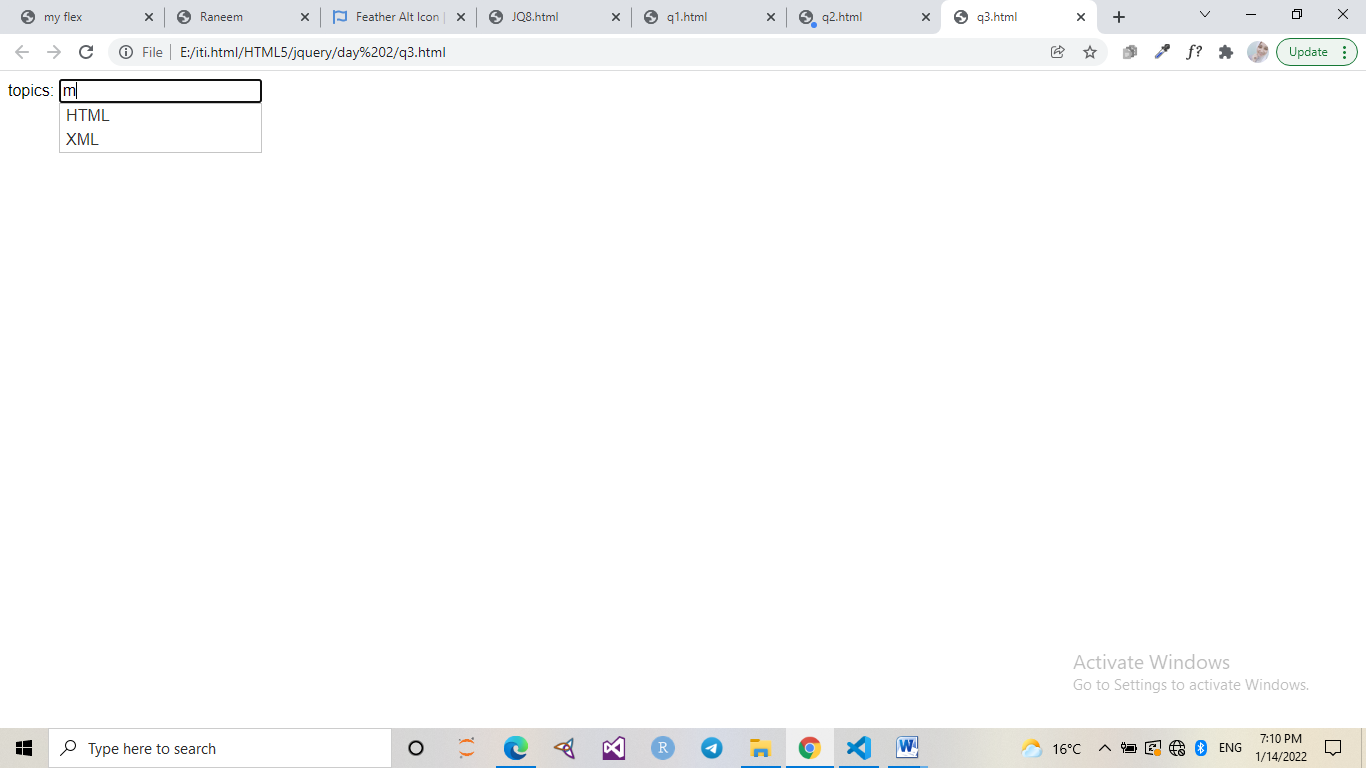 my flex
Raneem
Feather Alt Icon |
JQ8.html
q1.html
q2.html
q3.html
File
E:/iti.html/HTML5/jquery/day%202/q3.html
f?
Update
topics: m
HTML
XML
Activate Windows
Go to Settings to activate Windows.
Type here to search
R
W
16°C
ENG
7:10 PM
1/14/2022